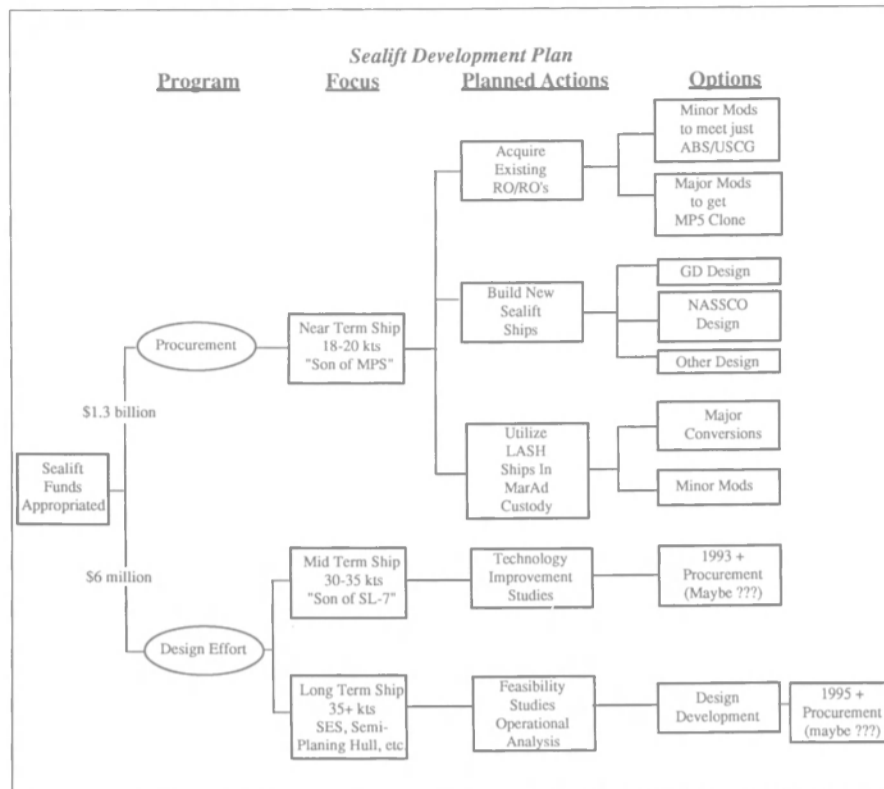 Sealift Development Plan
Program Focus Planned Actions Options
Minor Mods
to meet just
ABS/USCG
Acquire
Existing
RO/RO's
Major Mods
to get
MP5 Clone
GD Design
Build New
Sealift
Ships
NASSCO
Design
Other Design
Procurement
Near Term Ship
18-20 kts
"Son of MPS"
$1.3 billion
Utilize
LASH
Ships In
MarAd
Custody
Major
Conversions
Minor Mods
Sealift
Funds
Appropriated
$6 million
Mid Term Ship
30-35 kts
"Son of SL-7"
Technology
Improvement
Studies
1993 +
Procurement
(Maybe ???)
Design Effort
Long Term Ship
35+ kts
SES, Semi-
Planing Hull, etc.
Feasibility
Studies
Operational
Analysis
Design
Development
1995 +
Procurement
(maybe ???)